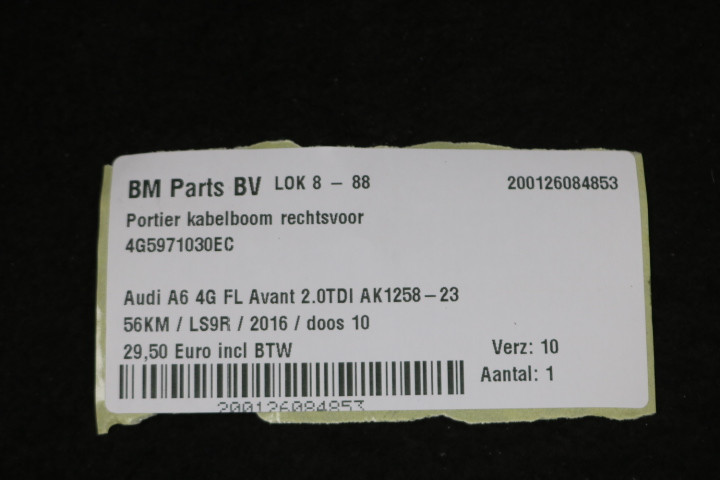 BM Parts BV LOK 8 – 88 200126084853
Portier kabelboom rechtsvoor
4G5971030EC
Audi A6 4G FL Avant 2.0TDI AK1258–23
56KM / LS9R / 2016 / doos 10
29,50 Euro incl BTW Verz: 10
Aantal: 1
200126084853